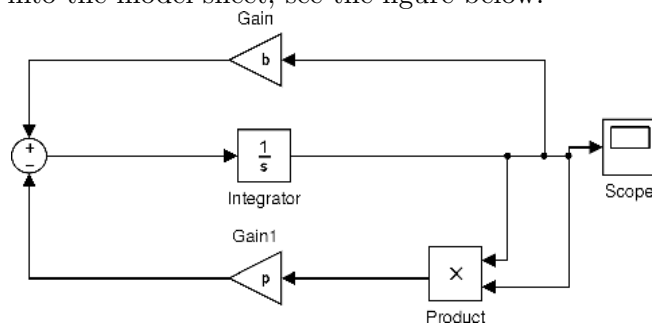 into the model sheet, see the figure below.
Gain
b
+
−
1
s
Integrator
Scope
Gain1
p
×
Product